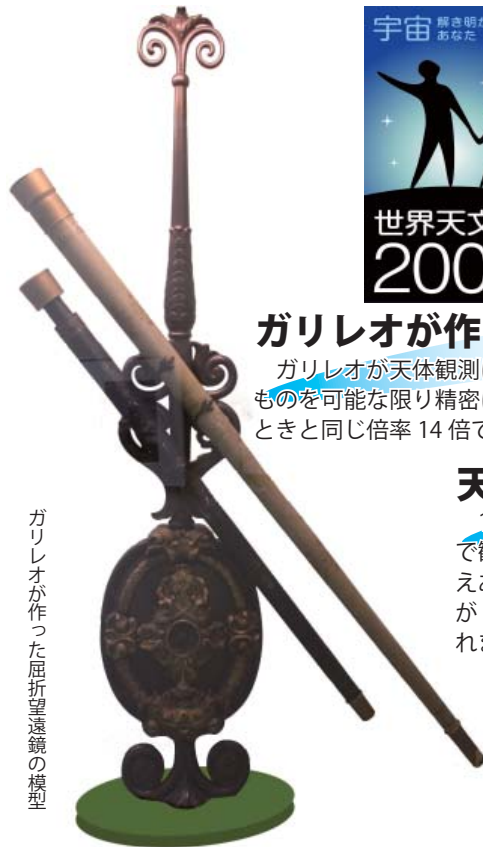 宇宙 解き明か
あなた
世界天文
200
ガリレオが作
ガリレオが天体観測に
ものを可能な限り精密に
ときと同じ倍率 14 倍で
天
が
ガリレオが作った屈折望遠鏡の模型